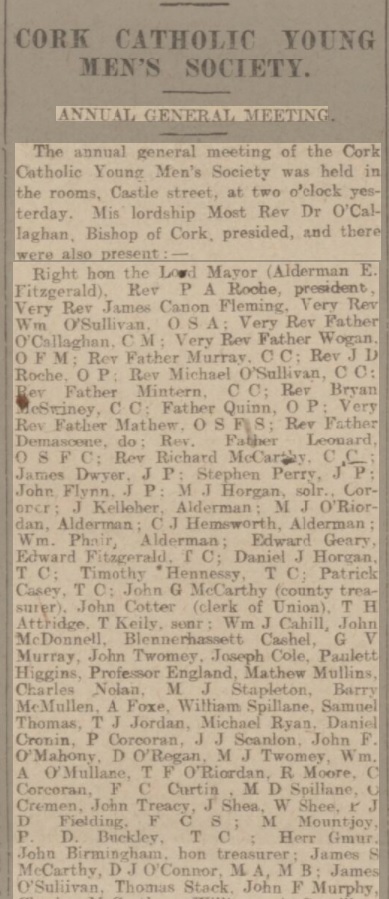 CORK CATHOLIC YOUNG
MEN'S SOCIETY.
ANNUAL GENERAL MEETING.
The annual general meeting of the Cork
Catholic Young Men's Society was held in
the rooms, Castle street, at two o'clock yes-
terday. Mis lordship Most Rev Dr O'Cal-
laghan, Bishop of Cork, presided, and there
were also present :—
Right hon the Lord Mayor (Alderman E.
Fitzgerald), Rev P A Roche, president,
Very Rev James Canon Fleming, Very Rev
Wm O'Sullivan, O S A; Very Rev Father
O'Callaghan, C M; Very Rev Father Wogan,
O F M; Rev Father Murray, C C; Rev J D
Roche, O P; Rev Michael O'Sullivan, C C;
Rev Father Mintern, C C; Rev Bryan
McSwiney, C C; Father Quinn, O P; Very
Rev Father Mathew, O S F S; Rev Father
Demascene, do; Rev. Father Leonard,
O S F C; Rev Richard McCarthy, C C;
James Dwyer, J P; Stephen Perry, J P;
John Flynn, J P; M J Horgan, solr., Cor-
oner; J Kelleher, Alderman; M J O'Rior-
dan, Alderman; C J Hemsworth, Alderman;
Wm. Phair, Alderman; Edward Geary,
Edward Fitzgerald, T C; Daniel J Horgan,
T C; Timothy Hennessy, T C; Patrick
Casey, T C; John G McCarthy (county trea-
surer), John Cotter (clerk of Union), T H
Attridge, T Keily, senr; Wm J Cahill, John
McDonnell, Blennerhassett Cashel, G V
Murray, John Twomey, Joseph Cole, Paulett
Higgins, Professor England, Mathew Mullins,
Charles Nolan, M J Stapleton, Barry
McMullen, A Foxe, William Spillane, Samuel
Thomas, T J Jordan, Michael Ryan, Daniel
Cronin, P Corcoran, J J Scanlon, John F.
O'Mahony, D O'Regan, M J Twomey, Wm.
A O'Mullane, T F O'Riordan, R Moore, C
Corcoran, F C Curtin, M D Spillane, C
Cremen, John Treacy, J Shea, W Shee, J
D Fielding, F C S; M Mountjoy,
P. D. Buckley, T C; Herr Gmur,
John Birmingham, hon treasurer; James S
McCarthy, D J O'Connor, M A, M B; James
O'Sullivan, Thomas Stack, John F Murphy,